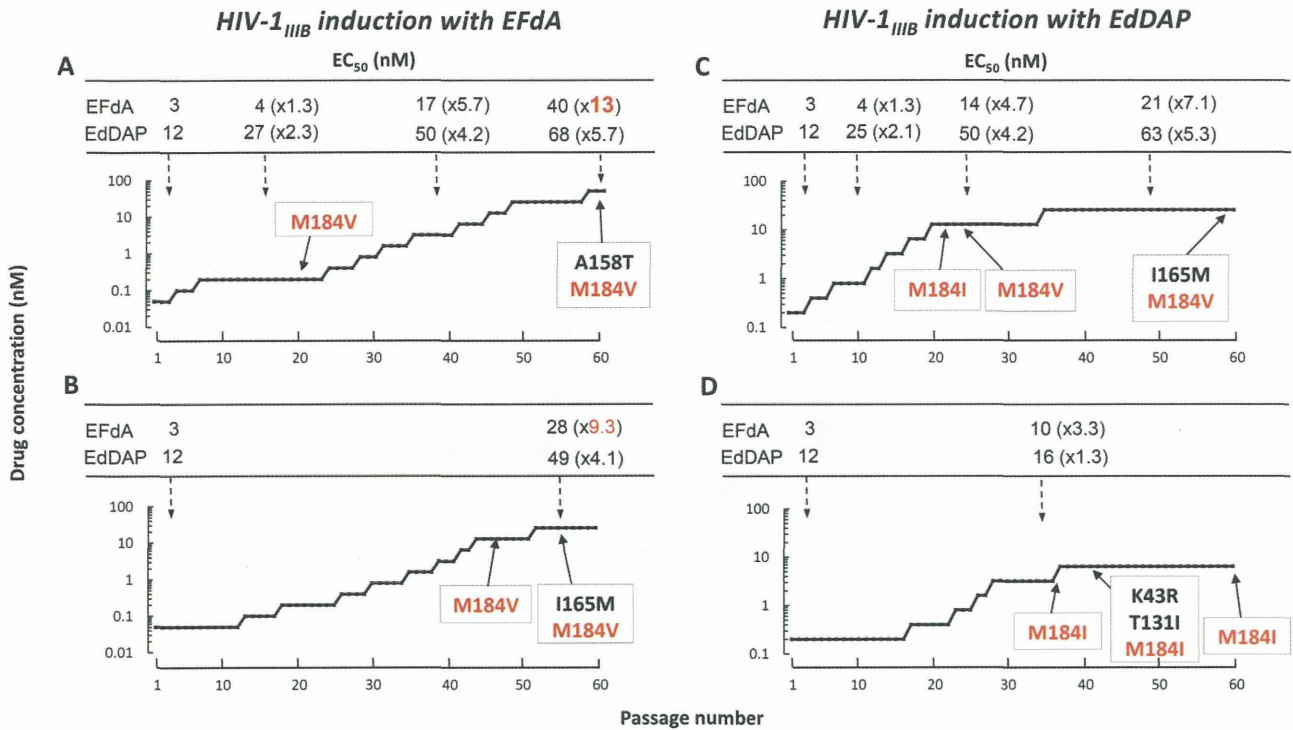 HIV-1IIIB induction with EFdA
HIV-1IIIB induction with EdDAP
A
EC50 (nM)
EFdA 3 4 (x1.3) 17 (x5.7) 40 (x13)
EdDAP 12 27 (x2.3) 50 (x4.2) 68 (x5.7)
100
10
1
0.1
0.01
M184V
A158T
M184V
1 10 20 30 40 50 60
C
EC50 (nM)
EFdA 3 4 (x1.3) 14 (x4.7) 21 (x7.1)
EdDAP 12 25 (x2.1) 50 (x4.2) 63 (x5.3)
100
10
1
0.1
M184I
M184V
I165M
M184V
1 10 20 30 40 50 60
B
EFdA 3 28 (x9.3)
EdDAP 12 49 (x4.1)
100
10
1
0.1
0.01
M184V
I165M
M184V
1 10 20 30 40 50 60
D
EFdA 3 10 (x3.3)
EdDAP 12 16 (x1.3)
100
10
1
0.1
M184I
K43R
T131I
M184I
M184I
1 10 20 30 40 50 60
Drug concentration (nM)
Passage number